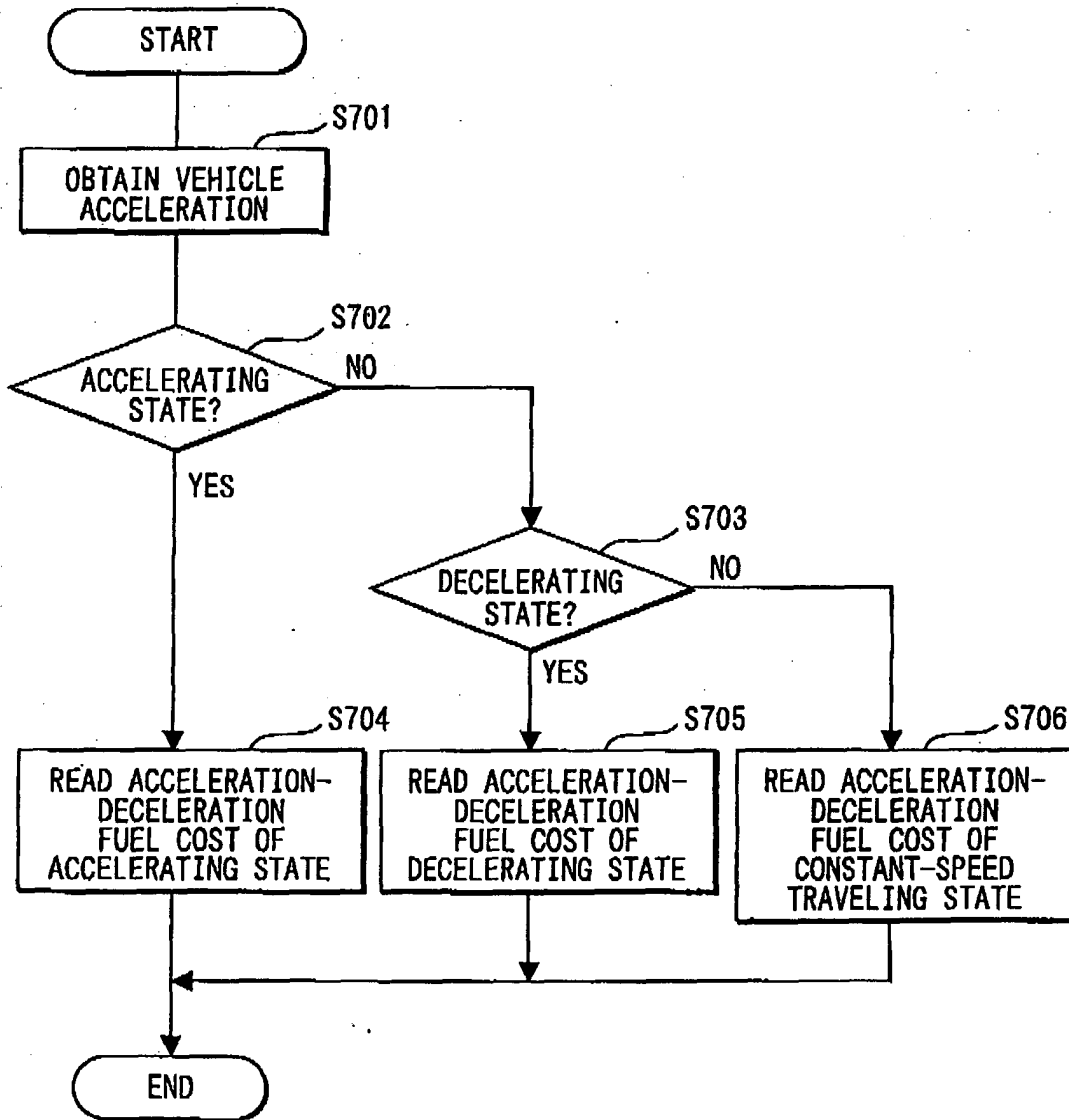 START
S701
OBTAIN VEHICLE
ACCELERATION
S702
ACCELERATING
STATE?
NO
YES
S703
DECELERATING
STATE?
NO
YES
S704
READ ACCELERATION-
DECELERATION
FUEL COST OF
ACCELERATING STATE
S705
READ ACCELERATION-
DECELERATION
FUEL COST OF
DECELERATING STATE
S706
READ ACCELERATION-
DECELERATION
FUEL COST OF
CONSTANT-SPEED
TRAVELING STATE
END